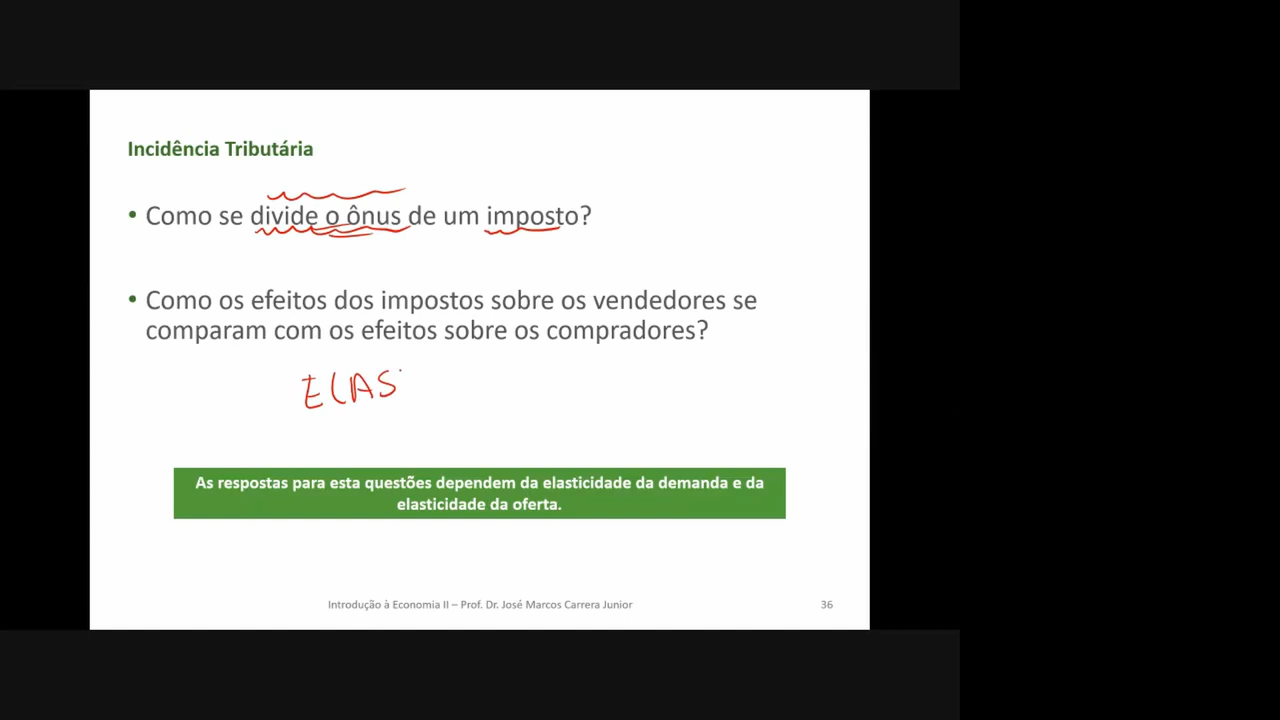 Incidência Tributária
• Como se divide o ônus de um imposto?
• Como os efeitos dos impostos sobre os vendedores se
comparam com os efeitos sobre os compradores?
ELAS
As respostas para esta questões dependem da elasticidade da demanda e da
elasticidade da oferta.
Introdução à Economia II – Prof. Dr. José Marcos Carrera Junior
36